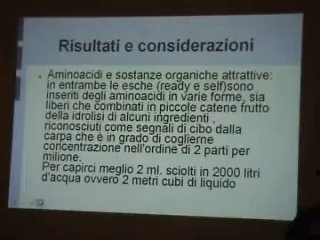 Risultati e considerazioni
• Aminoacidi e sostanze organiche attrattive:
in entrambe le esche (ready e self)sono
inseriti degli aminoacidi in varie forme, sia
liberi che combinati in piccole catene frutto
della idrolisi di alcuni ingredienti ,
riconosciuti come segnali di cibo dalla
carpa che è in grado di coglierne
concentrazione nell'ordine di 2 parti per
milione.
Per capirci meglio 2 ml. sciolti in 2000 litri
d'acqua ovvero 2 metri cubi di liquido